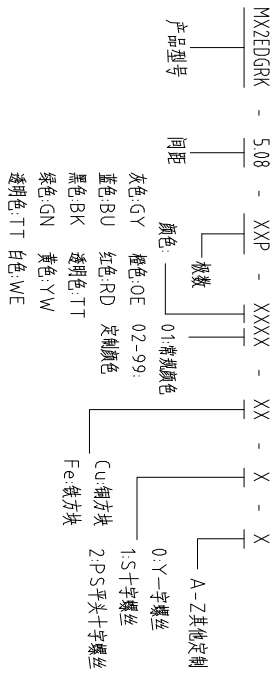 MX2EDGRK - 5.08 - XXP - XXXX - XX - X - X
产品型号
间距
极数
颜色:
灰色:GY 橙色:OE
蓝色:BU 红色:RD
黑色:BK 透明色:TT
绿色:GN 黄色:YW
透明色:TT 白色:WE
01:常规颜色
02-99:
定制颜色
Cu:铜方块
Fe:铁方块
0:Y一字螺丝
1:S十字螺丝
2:PS平头十字螺丝
A-Z其他定制